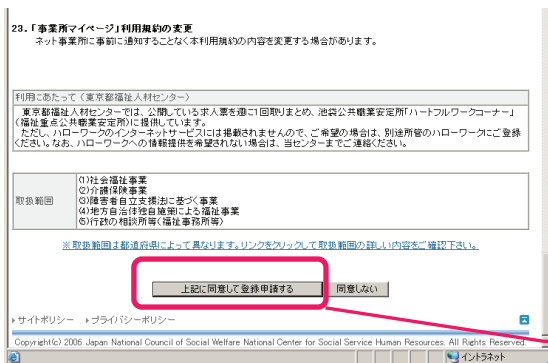 23．「事業所マイページ」利用規約の変更
ネット事業所に事前に通知することなく本利用規約の内容を変更する場合があります。
利用にあたって（東京都福祉人材センター）
東京都福祉人材センターでは、公開している求人票を週に1回取りまとめ、池袋公共職業安定所「ハートフルワークコーナー」
（福祉重点公共職業安定所）に提供しています。
ただし、ハローワークのインターネットサービスには掲載されませんので、ご希望の場合は、別途所管のハローワークにご登録
ください。なお、ハローワークへの情報提供を希望されない場合は、当センターまでご連絡ください。
取扱範囲
(1)社会福祉事業
(2)介護保険事業
(3)障害者自立支援法に基づく事業
(4)地方自治体独自施策による福祉事業
(5)行政の相談所等（福祉事務所等）
※取扱範囲は都道府県によって異なります。リンクをクリックして取扱範囲の詳しい内容をご確認下さい。
上記に同意して登録申請する 同意しない
サイトポリシー プライバシーポリシー
Copyright(c) 2006 Japan National Council of Social Welfare National Center for Social Service Human Resources. All Rights Reserved.
イントラネット